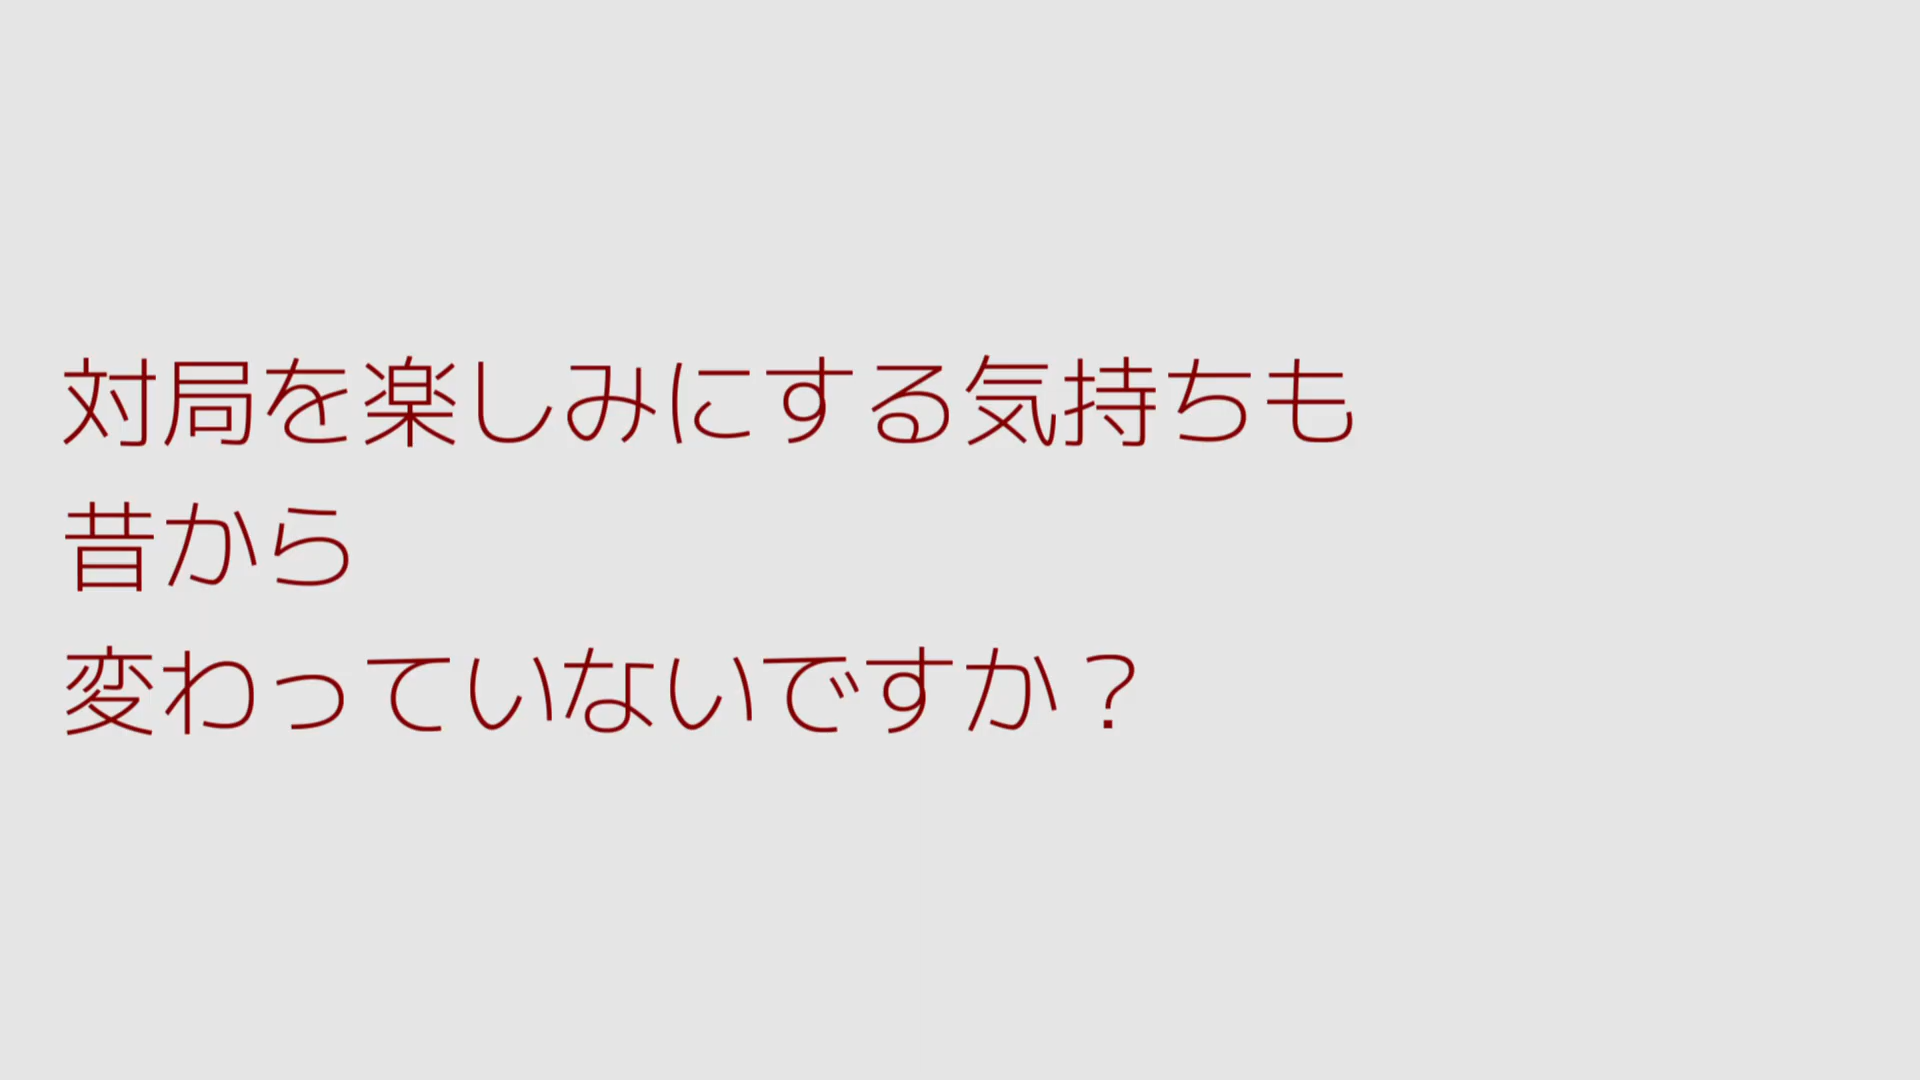 対局を楽しみにする気持ちも
昔から
変わっていないですか？